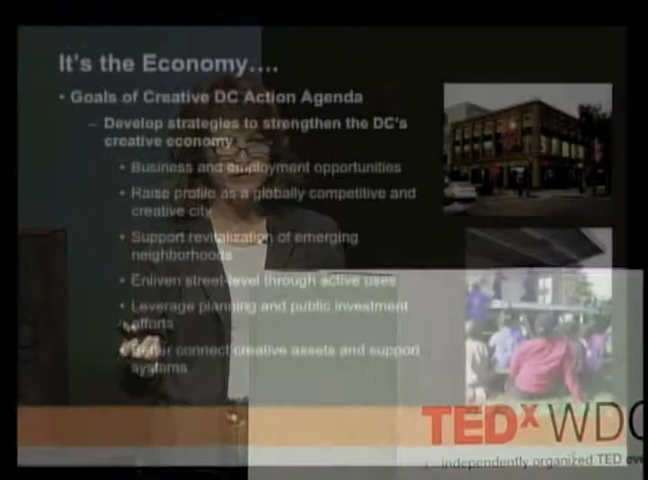 It's the Economy....
• Goals of Creative DC Action Agenda
– Develop strategies to strengthen the DC's
creative economy
• Business and employment opportunities
• Raise profile as a globally competitive and
creative city
• Support revitalization of emerging
neighborhoods
• Enliven street-level through active uses
• Leverage planning and public investment
efforts
• Better connect creative assets and support
systems
TEDx WDC
independently organized TED eve